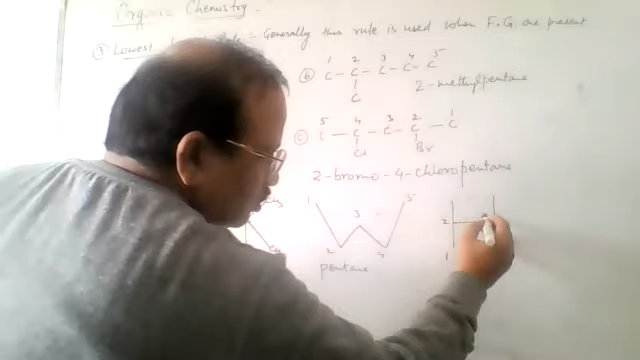 Organic Chemistry.
③ Lowest = Generally this rule is used when F.G are present
1 2 3 4 5
(b) C - C - C - C - C
C
2-methylpentane
5 4 3 2 1
(c) C - C - C - C - C
Cl Br
2-bromo-4-chloropentane
1 5
3
2 4
2
1
pentane